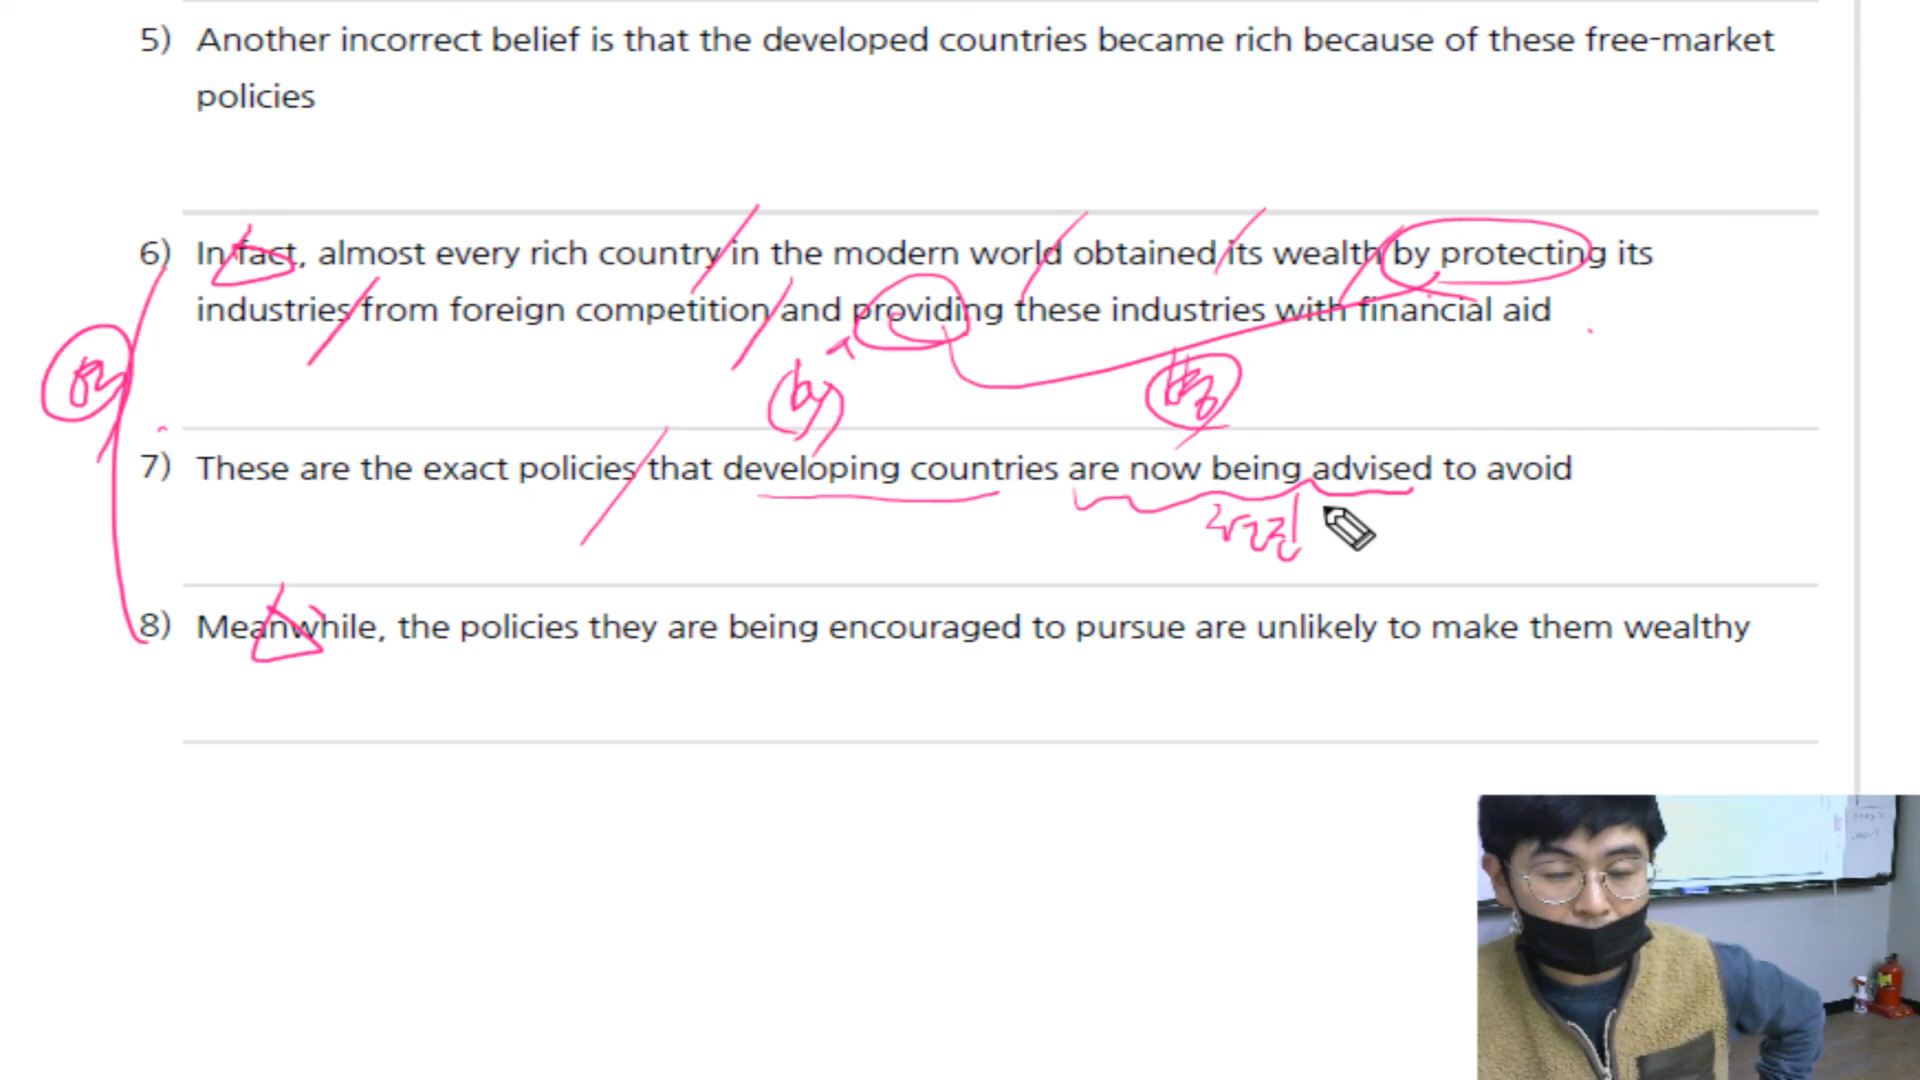 5) Another incorrect belief is that the developed countries became rich because of these free-market
policies
6) In fact, almost every rich country in the modern world obtained its wealth by protecting its
industries from foreign competition and providing these industries with financial aid
by
7) These are the exact policies that developing countries are now being advised to avoid
8) Meanwhile, the policies they are being encouraged to pursue are unlikely to make them wealthy